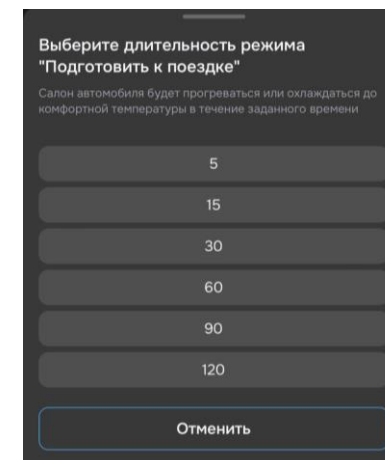 Выберите длительность режима
"Подготовить к поездке"
Салон автомобиля будет прогреваться или охлаждаться до
комфортной температуры в течение заданного времени
5
15
30
60
90
120
Отменить